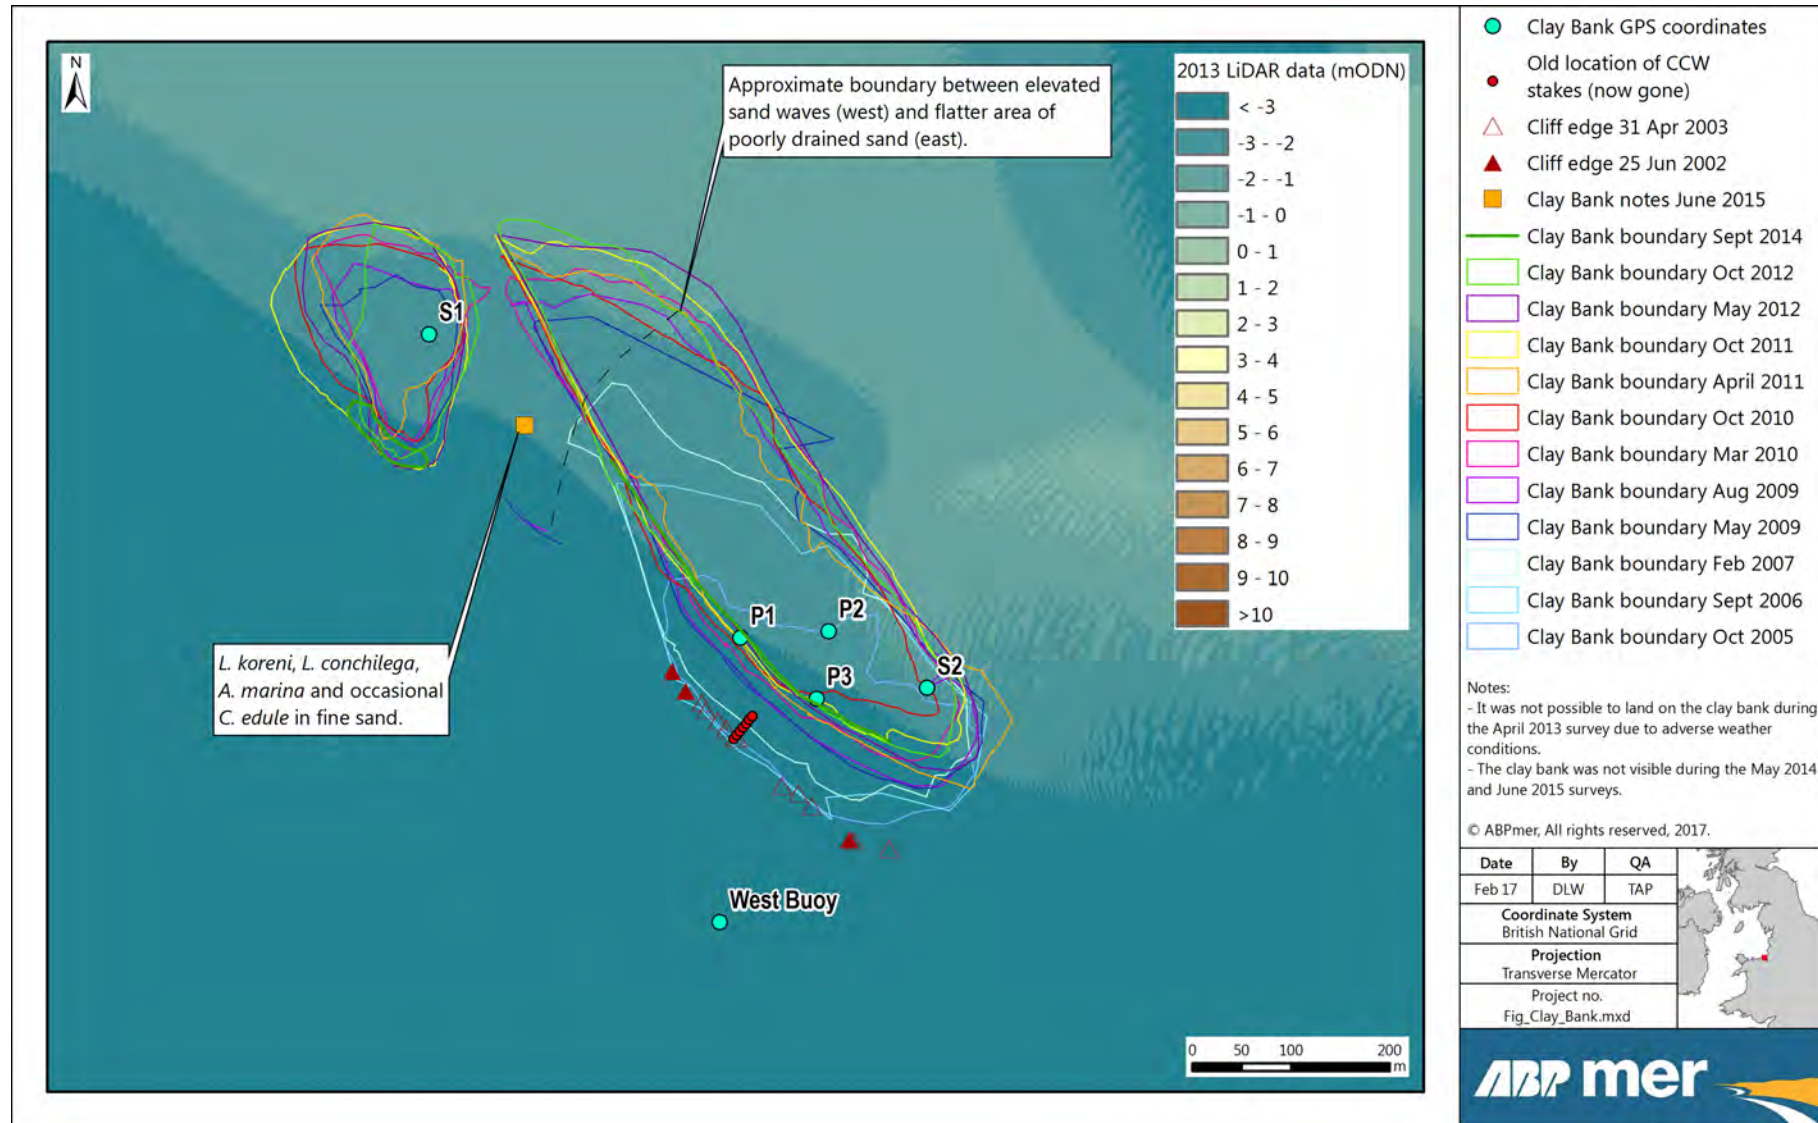 N
Approximate boundary between elevated
sand waves (west) and flatter area of
poorly drained sand (east).
S1
P1
P2
P3
S2
West Buoy
L. koreni, L. conchilega,
A. marina and occasional
C. edule in fine sand.
2013 LiDAR data (mODN)
< -3
-3 - -2
-2 - -1
-1 - 0
0 - 1
1 - 2
2 - 3
3 - 4
4 - 5
5 - 6
6 - 7
7 - 8
8 - 9
9 - 10
>10
0 50 100 200
m
Clay Bank GPS coordinates
Old location of CCW
stakes (now gone)
Cliff edge 31 Apr 2003
Cliff edge 25 Jun 2002
Clay Bank notes June 2015
Clay Bank boundary Sept 2014
Clay Bank boundary Oct 2012
Clay Bank boundary May 2012
Clay Bank boundary Oct 2011
Clay Bank boundary April 2011
Clay Bank boundary Oct 2010
Clay Bank boundary Mar 2010
Clay Bank boundary Aug 2009
Clay Bank boundary May 2009
Clay Bank boundary Feb 2007
Clay Bank boundary Sept 2006
Clay Bank boundary Oct 2005
Notes:
- It was not possible to land on the clay bank during
the April 2013 survey due to adverse weather
conditions.
- The clay bank was not visible during the May 2014
and June 2015 surveys.
© ABPmer, All rights reserved, 2017.
Date By QA
Feb 17 DLW TAP
Coordinate System
British National Grid
Projection
Transverse Mercator
Project no.
Fig_Clay_Bank.mxd
ABP mer